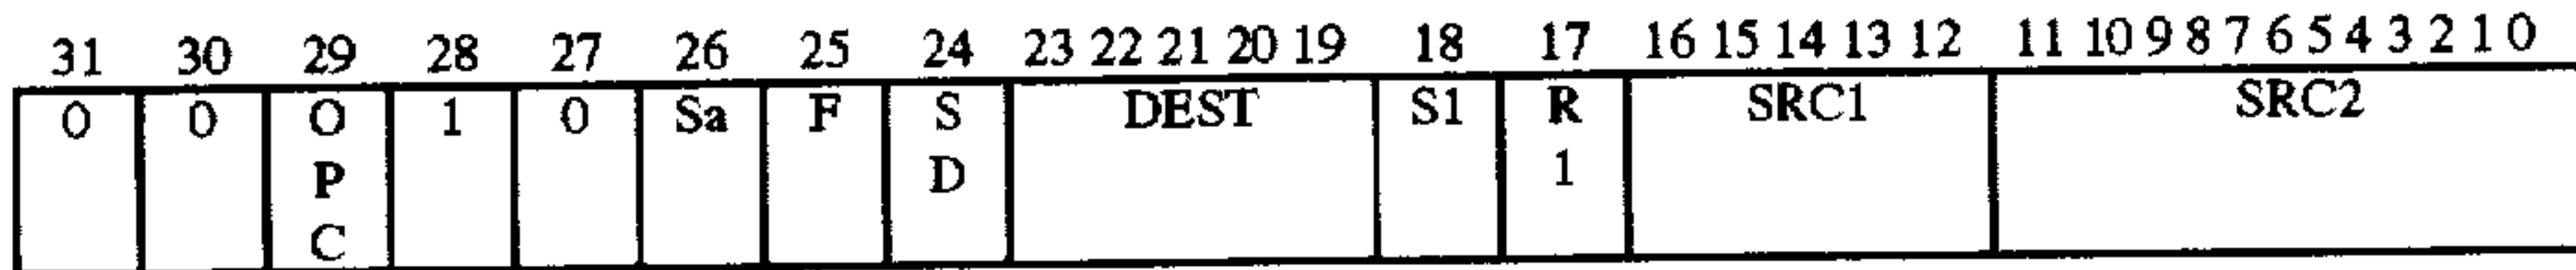 31 30 29 28 27 26 25 24 23 22 21 20 19 18 17 16 15 14 13 12 11 10 9 8 7 6 5 4 3 2 1 0
0 0 O 1 0 Sa F S DEST S1 R SRC1 SRC2
P D 1
C